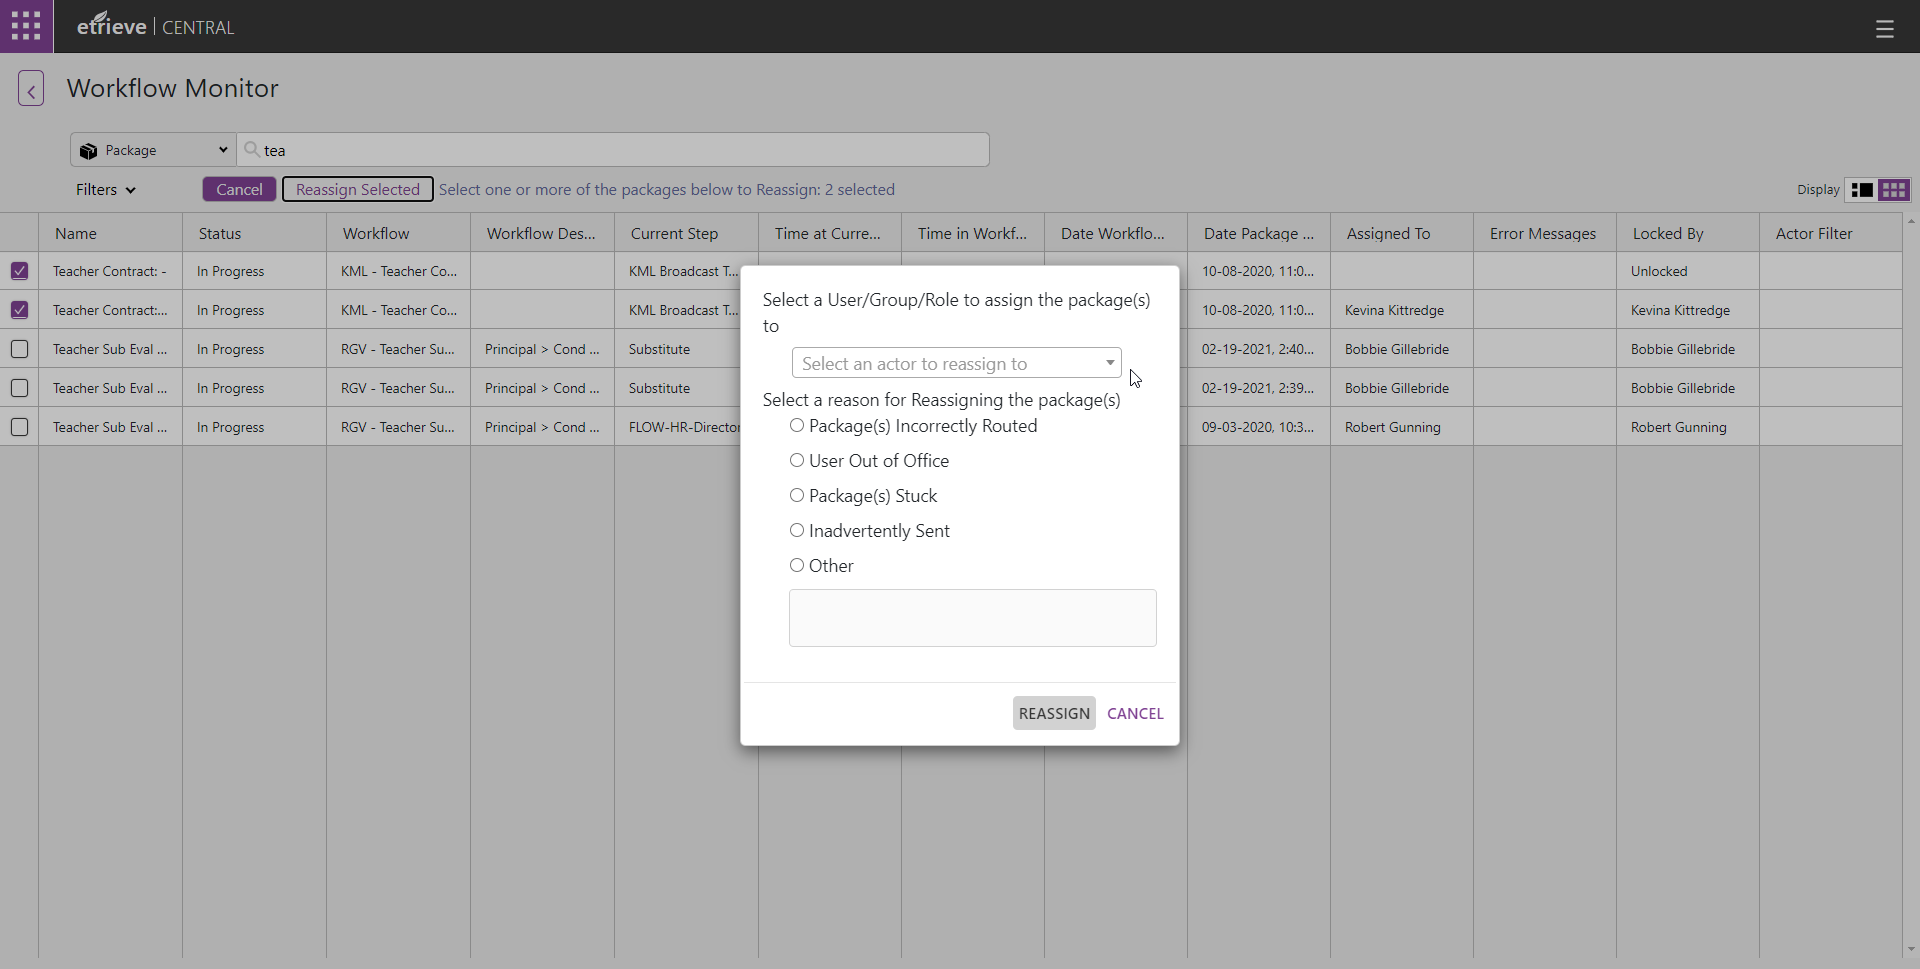 etrieve | CENTRAL
Workflow Monitor
Package
tea
Filters
Cancel
Reassign Selected
Select one or more of the packages below to Reassign: 2 selected
Display
Name Status Workflow Workflow Des... Current Step Time at Curre... Time in Workf... Date Workflo... Date Package ... Assigned To Error Messages Locked By Actor Filter
Teacher Contract: - In Progress KML - Teacher Co... KML Broadcast T... 10-08-2020, 11:0... Unlocked
Teacher Contract:... In Progress KML - Teacher Co... KML Broadcast T... 10-08-2020, 11:0... Kevina Kittredge Kevina Kittredge
Teacher Sub Eval ... In Progress RGV - Teacher Su... Principal > Cond ... Substitute 02-19-2021, 2:40... Bobbie Gillebride Bobbie Gillebride
Teacher Sub Eval ... In Progress RGV - Teacher Su... Principal > Cond ... Substitute 02-19-2021, 2:39... Bobbie Gillebride Bobbie Gillebride
Teacher Sub Eval ... In Progress RGV - Teacher Su... Principal > Cond ... FLOW-HR-Director 09-03-2020, 10:3... Robert Gunning Robert Gunning
Select a User/Group/Role to assign the package(s)
to
Select an actor to reassign to
Select a reason for Reassigning the package(s)
Package(s) Incorrectly Routed
User Out of Office
Package(s) Stuck
Inadvertently Sent
Other
REASSIGN CANCEL